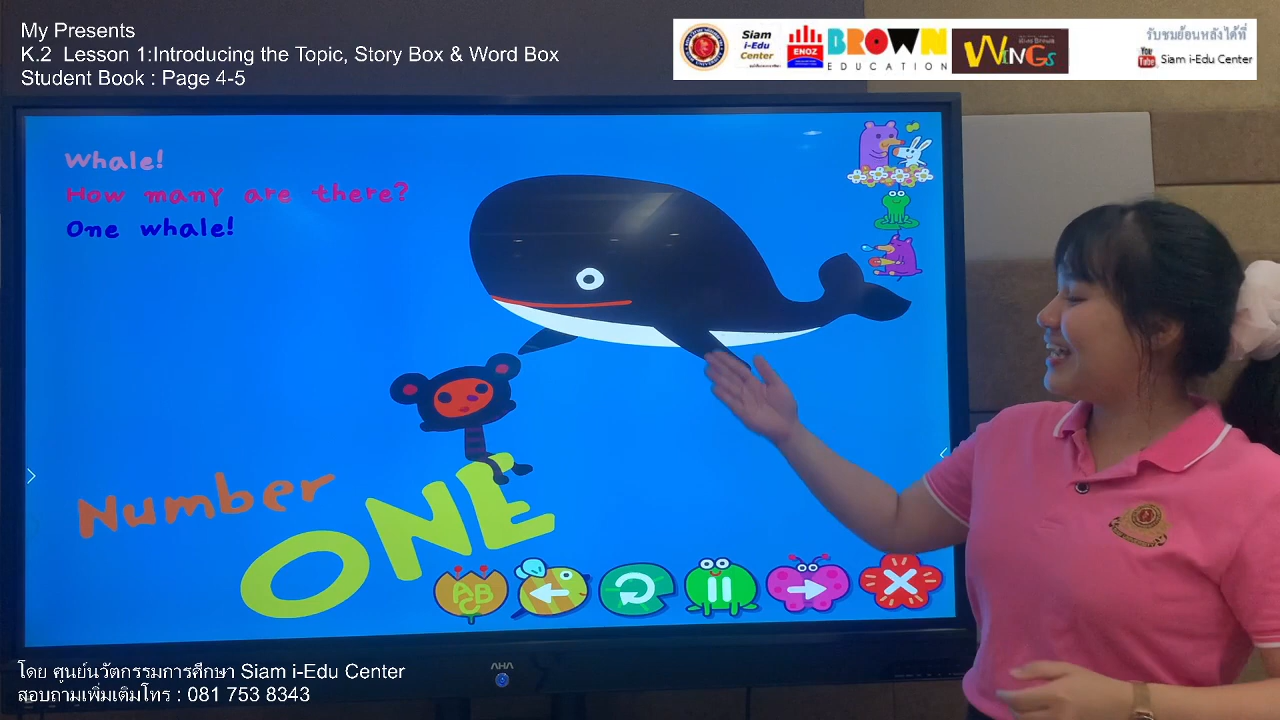 My Presents
K.2 Lesson 1:Introducing the Topic, Story Box & Word Box
Student Book : Page 4-5
Siam
i-Edu
Center
ENOZ
BROWN
EDUCATION
WiNGs
รับชมย้อนหลังได้ที่
You
Tube
Siam i-Edu Center
Whale!
How many are there?
One whale!
Number
ONE
ABC
AHA
โดย ศูนย์นวัตกรรมการศึกษา Siam i-Edu Center
สอบถามเพิ่มเติมโทร : 081 753 8343